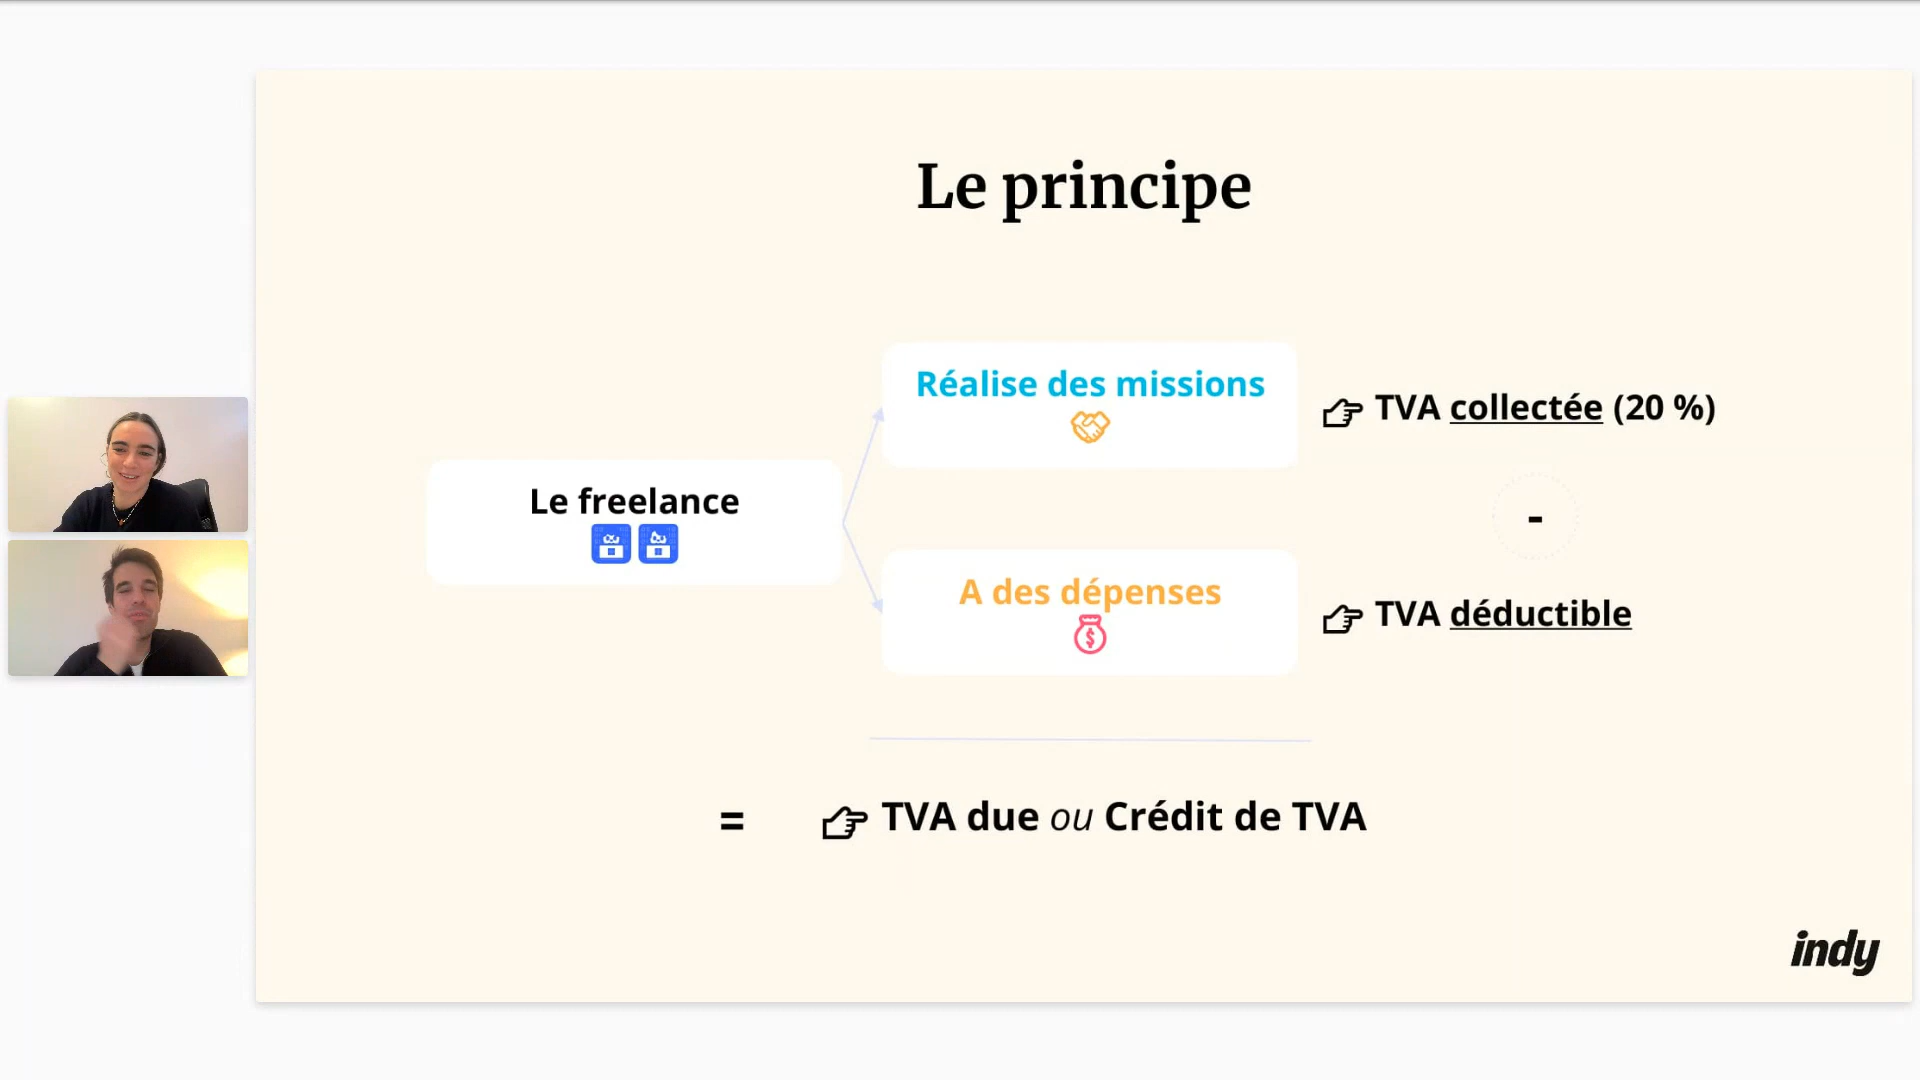 Le principe
Réalise des missions
TVA collectée (20 %)
Le freelance
-
A des dépenses
TVA déductible
= TVA due ou Crédit de TVA
indy